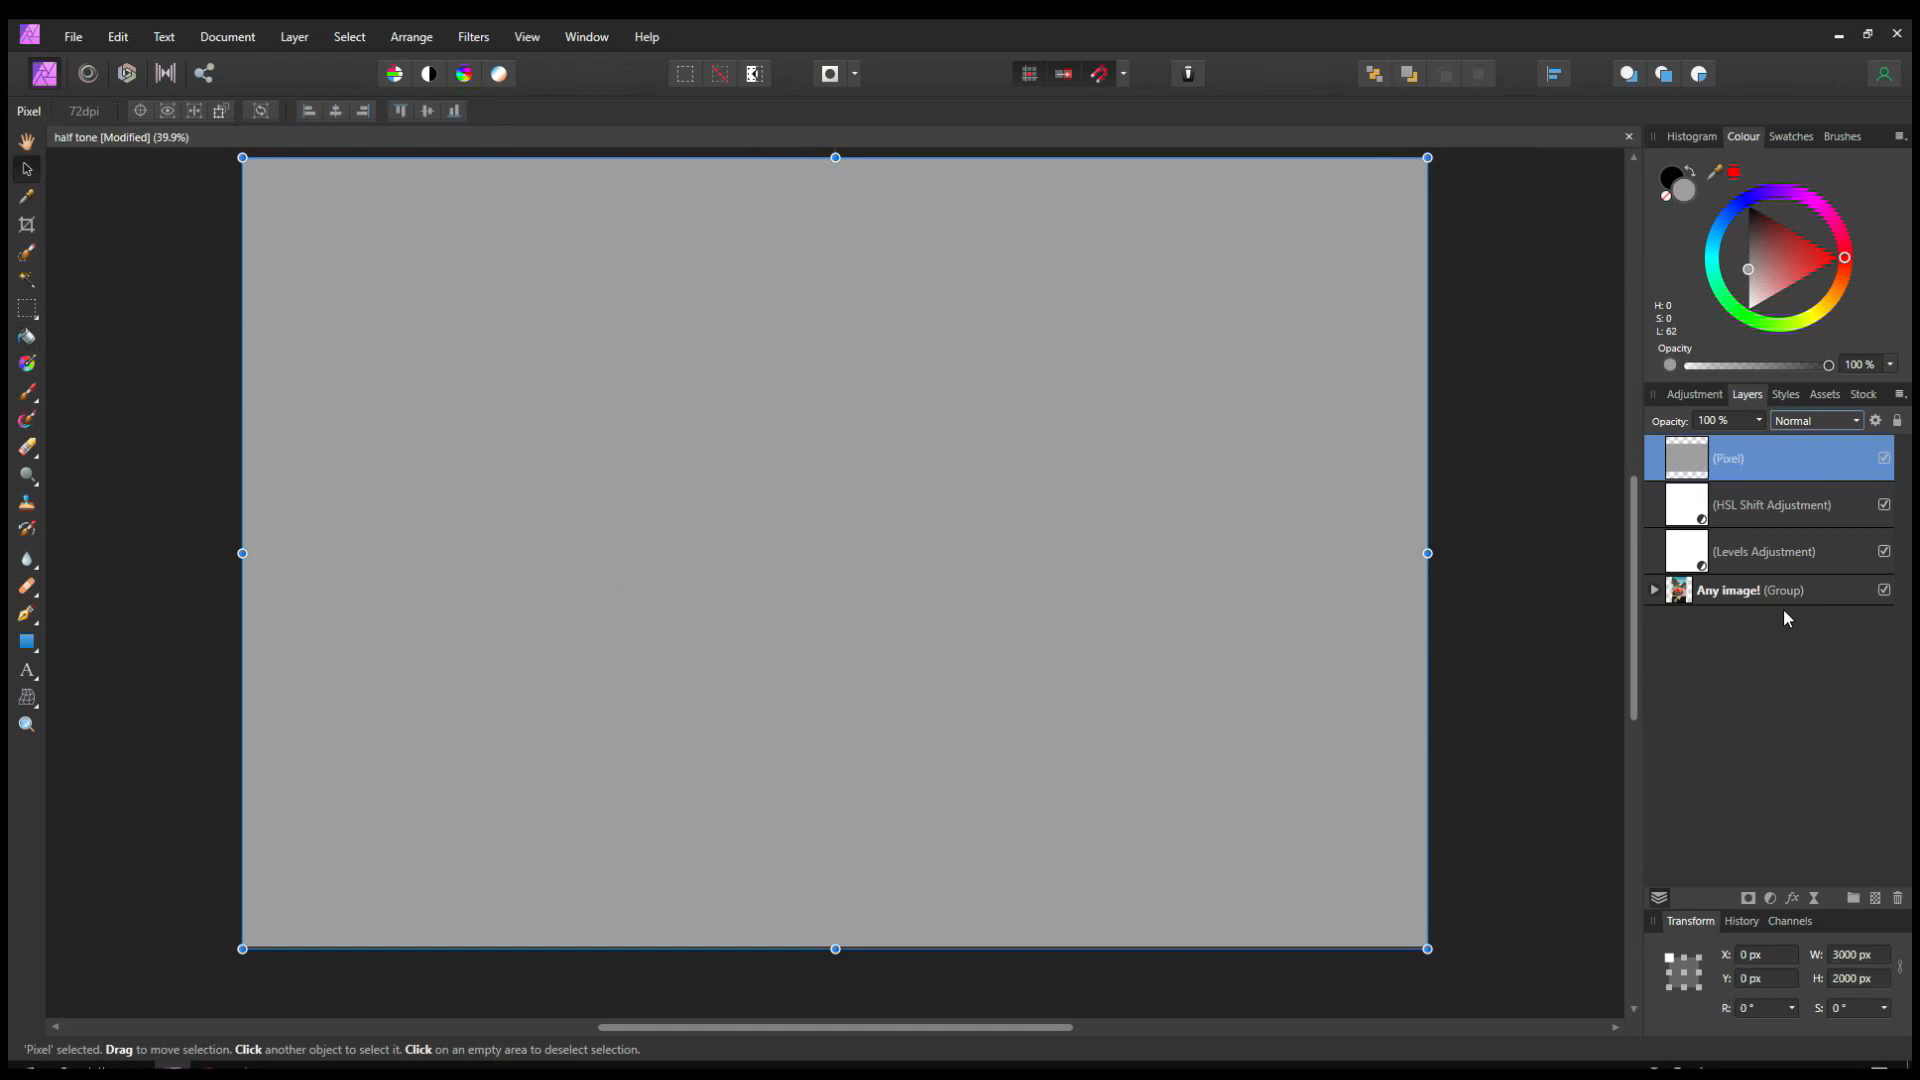 File Edit Text Document Layer Select Arrange Filters View Window Help
Pixel 72dpi
half tone [Modified] (39.9%)
Histogram Colour Swatches Brushes
H: 0
S: 0
L: 62
Opacity
100 %
Adjustment Layers Styles Assets Stock
Opacity: 100 % Normal
(Pixel)
(HSL Shift Adjustment)
(Levels Adjustment)
Any image! (Group)
fx
Transform History Channels
X: 0 px W: 3000 px
Y: 0 px H: 2000 px
R: 0 ° S: 0 °
A
'Pixel' selected. Drag to move selection. Click another object to select it. Click on an empty area to deselect selection.